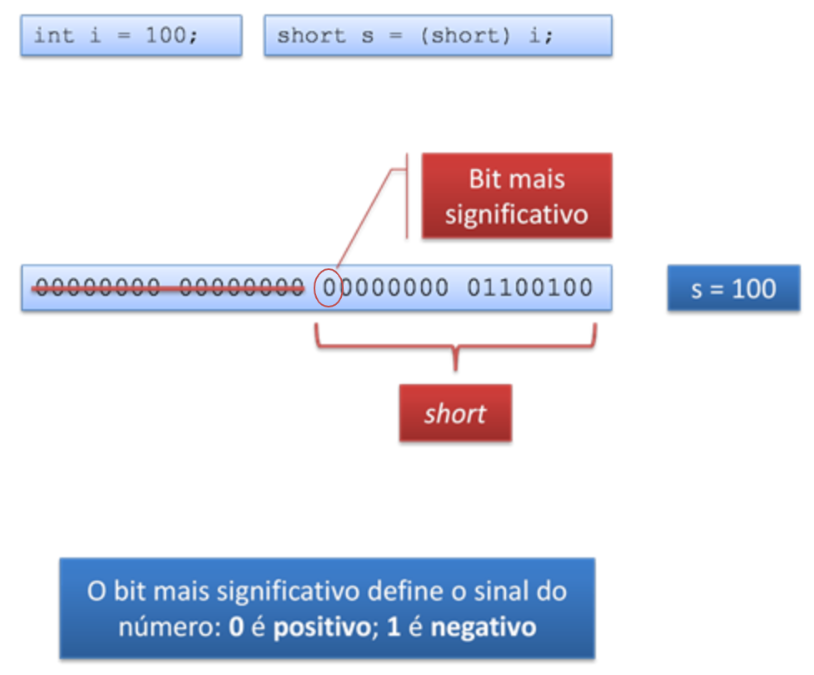 int i = 100;
short s = (short) i;
Bit mais
significativo
00000000 00000000 00000000 01100100
s = 100
short
O bit mais significativo define o sinal do
número: 0 é positivo; 1 é negativo